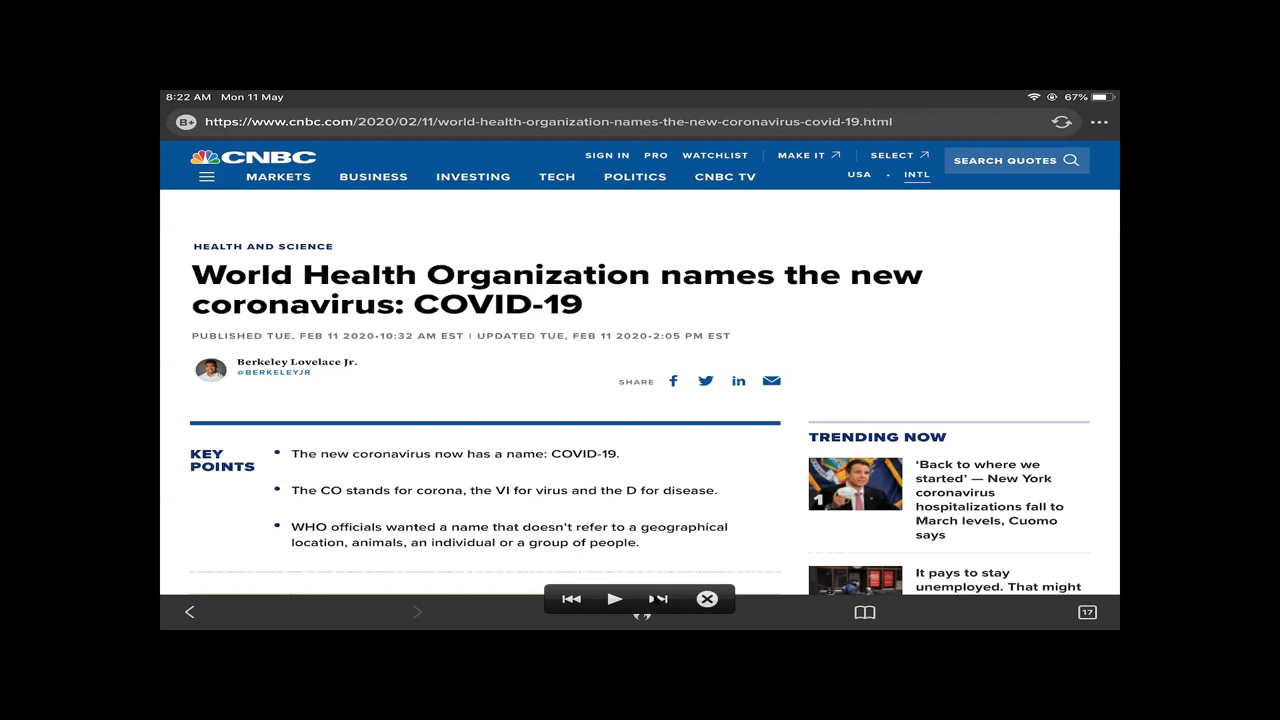 8:22 AM Mon 11 May
67%
B+ https://www.cnbc.com/2020/02/11/world-health-organization-names-the-new-coronavirus-covid-19.html
CNBC
SIGN IN PRO WATCHLIST MAKE IT SELECT
SEARCH QUOTES
MARKETS BUSINESS INVESTING TECH POLITICS CNBC TV
USA • INTL
HEALTH AND SCIENCE
World Health Organization names the new
coronavirus: COVID-19
PUBLISHED TUE, FEB 11 2020•10:32 AM EST | UPDATED TUE, FEB 11 2020•2:05 PM EST
Berkeley Lovelace Jr.
@BERKELEYJR
SHARE
KEY
POINTS
• The new coronavirus now has a name: COVID-19.
• The CO stands for corona, the VI for virus and the D for disease.
• WHO officials wanted a name that doesn't refer to a geographical
location, animals, an individual or a group of people.
TRENDING NOW
1
‘Back to where we
started’ — New York
coronavirus
hospitalizations fall to
March levels, Cuomo
says
It pays to stay
unemployed. That might
17